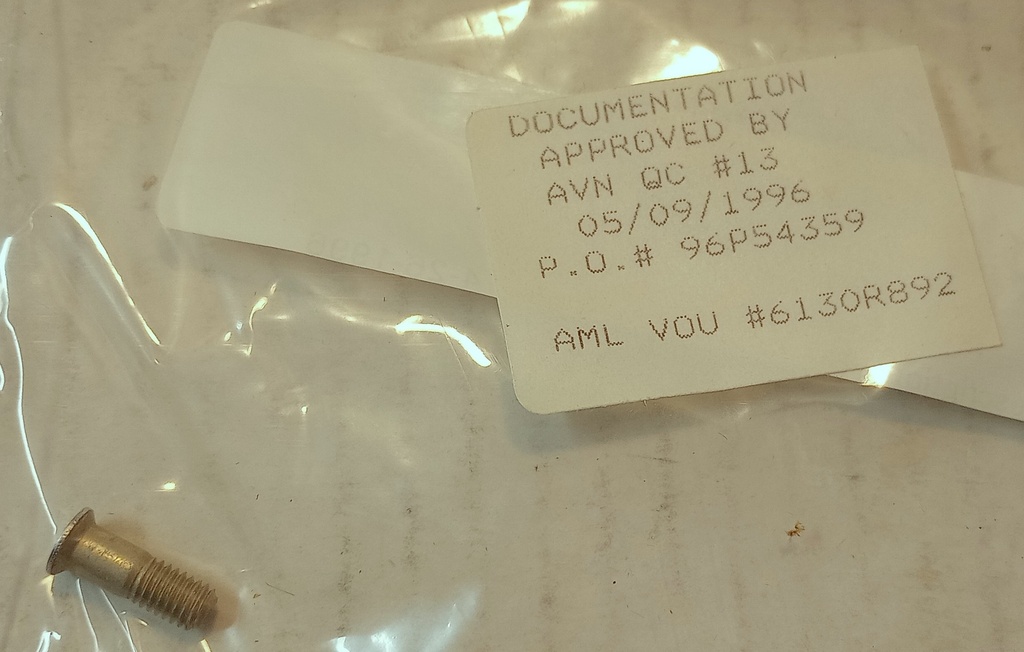 DOCUMENTATION
APPROVED BY
AVN QC #13
05/09/1996
P.O.# 96P54359
AML VOU #6130R892